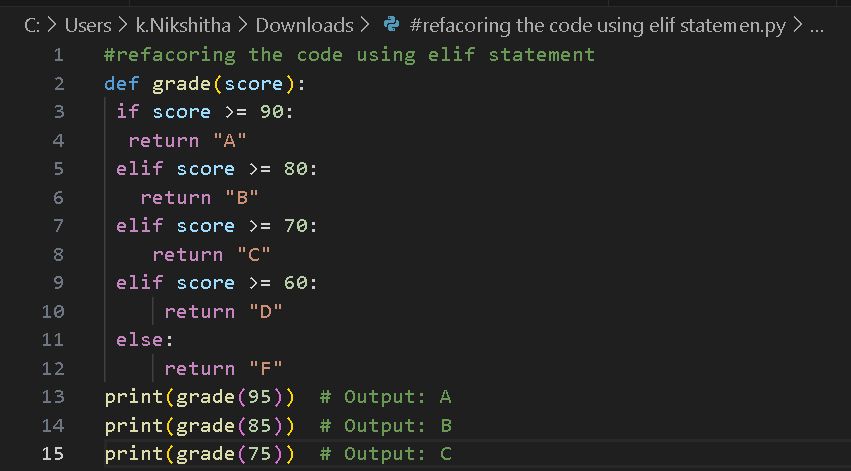 C: > Users > k.Nikshitha > Downloads > #refacoring the code using elif statemen.py > ...
1 #refacoring the code using elif statement
2 def grade(score):
3  if score >= 90:
4   return "A"
5  elif score >= 80:
6    return "B"
7  elif score >= 70:
8     return "C"
9  elif score >= 60:
10      return "D"
11  else:
12      return "F"
13 print(grade(95))  # Output: A
14 print(grade(85))  # Output: B
15 print(grade(75))  # Output: C